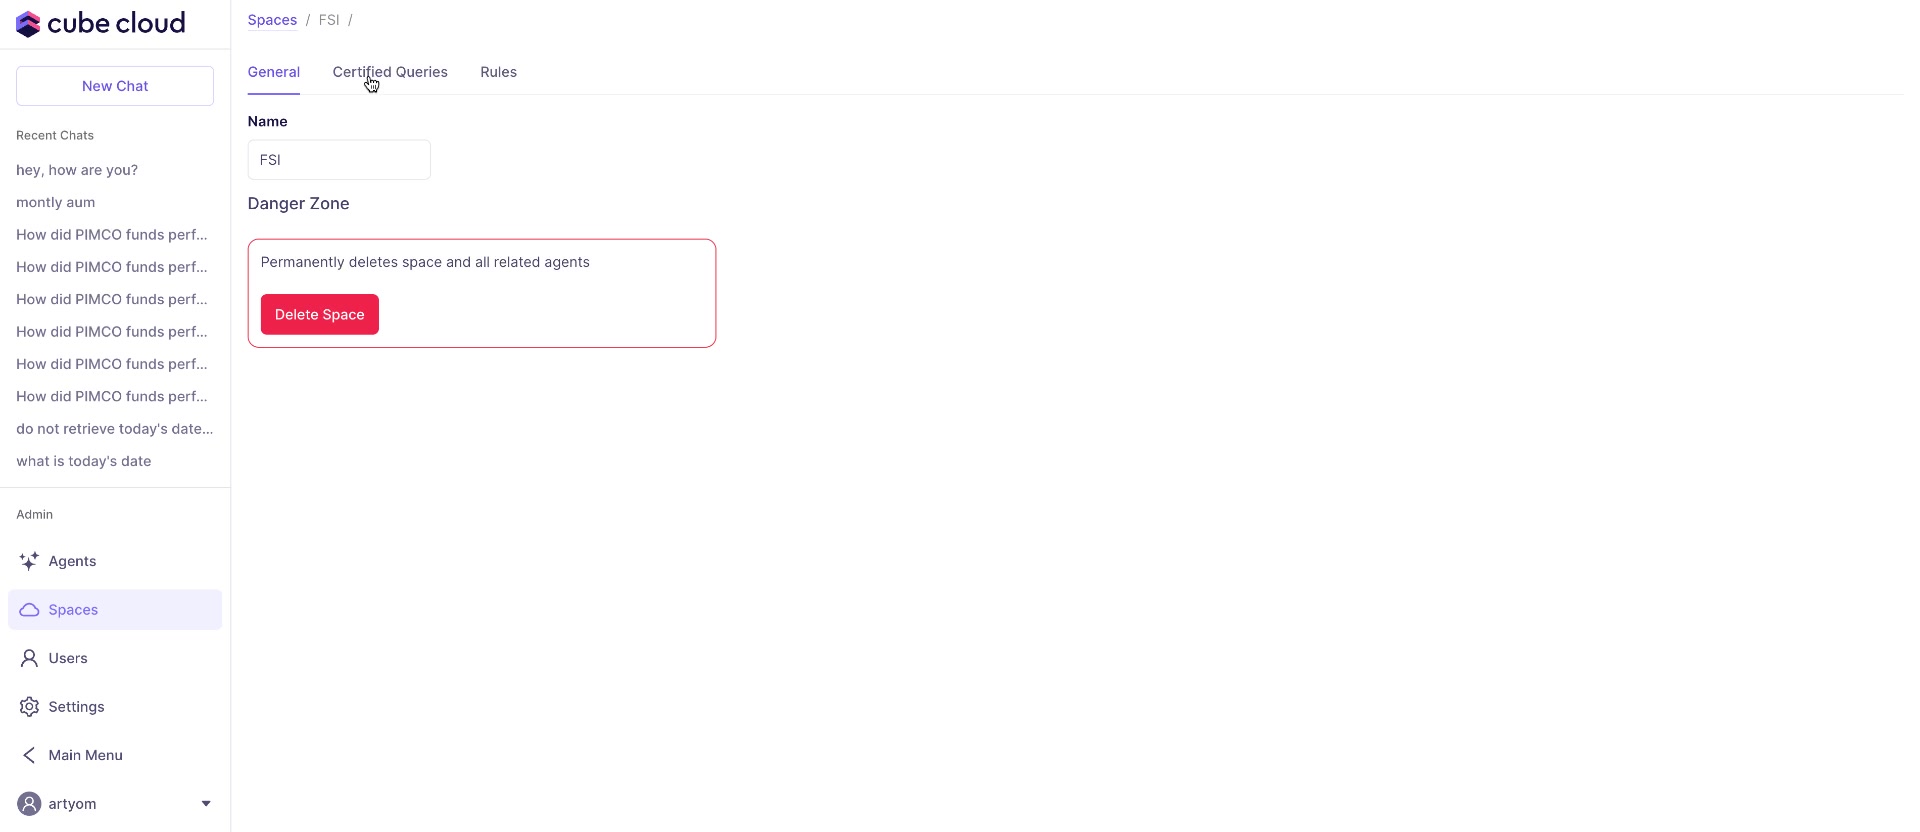 cube cloud
New Chat
Recent Chats
hey, how are you?
montly aum
How did PIMCO funds perf...
How did PIMCO funds perf...
How did PIMCO funds perf...
How did PIMCO funds perf...
How did PIMCO funds perf...
How did PIMCO funds perf...
do not retrieve today's date...
what is today's date
Admin
Agents
Spaces
Users
Settings
Main Menu
artyom
Spaces / FSI /
General Certified Queries Rules
Name
FSI
Danger Zone
Permanently deletes space and all related agents
Delete Space